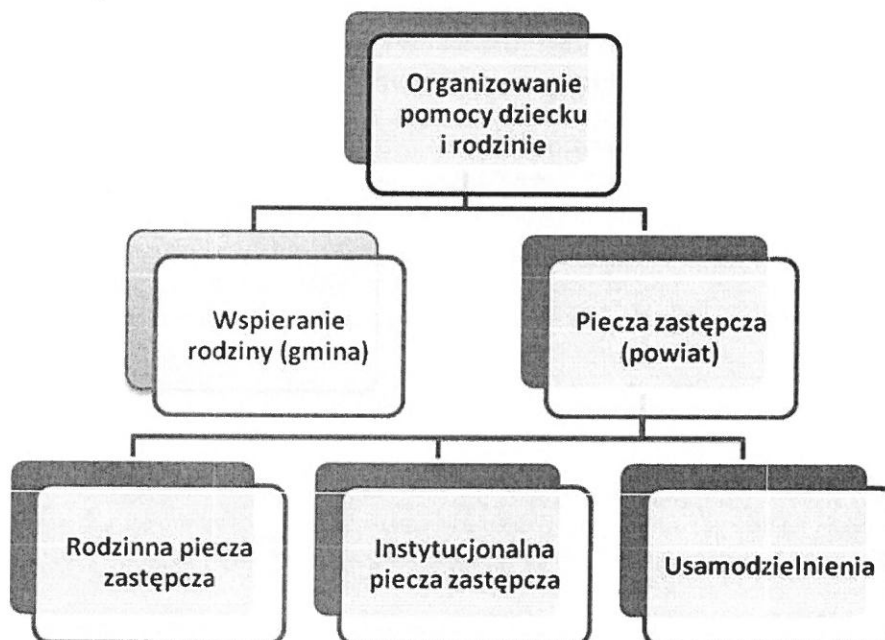 Organizowanie
pomocy dziecku
i rodzinie
Wspieranie
rodziny (gmina)
Piecza zastępcza
(powiat)
Rodzinna piecza
zastępcza
Instytucjonalna
piecza zastępcza
Usamodzielnienia